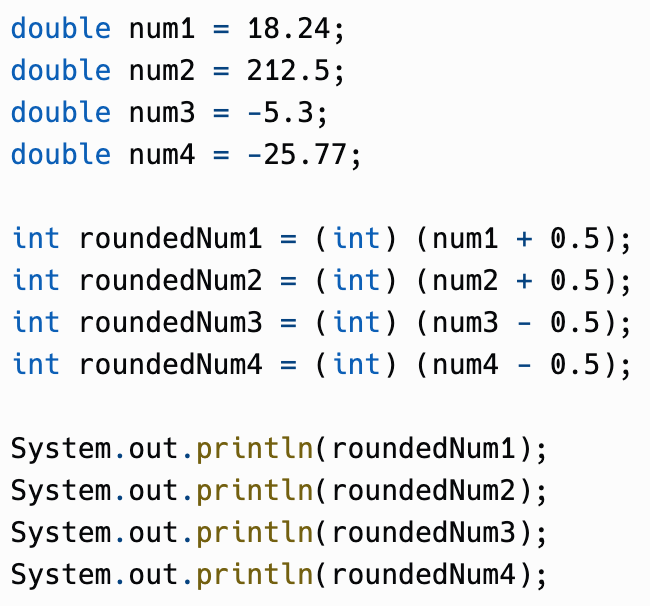 double num1 = 18.24;
double num2 = 212.5;
double num3 = -5.3;
double num4 = -25.77;

int roundedNum1 = (int) (num1 + 0.5);
int roundedNum2 = (int) (num2 + 0.5);
int roundedNum3 = (int) (num3 - 0.5);
int roundedNum4 = (int) (num4 - 0.5);

System.out.println(roundedNum1);
System.out.println(roundedNum2);
System.out.println(roundedNum3);
System.out.println(roundedNum4);